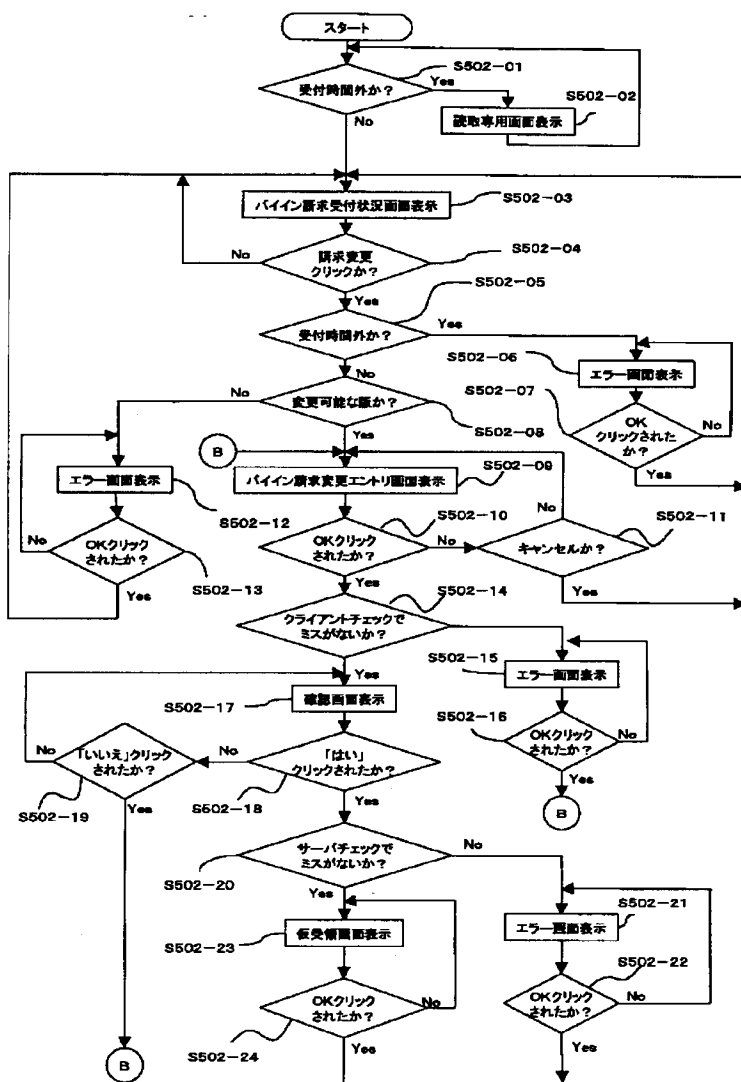 スタート
S502-01
受付時間外か？
Yes
S502-02
読取専用画面表示
No
S502-03
バイイン請求受付状況画面表示
S502-04
No
請求変更
クリックか？
S502-05
Yes
受付時間外か？
Yes
S502-06
エラー画面表示
No
No
S502-07
変更可能な版か？
OK
クリックされた
か？
No
S502-08
B
Yes
Yes
S502-09
エラー画面表示
バイイン請求変更エントリ画面表示
No
S502-12
S502-10
S502-11
No
OKクリック
されたか？
OKクリック
されたか？
No
キャンセルか？
S502-13
Yes
Yes
Yes
S502-14
クライアントチェックで
ミスがないか？
S502-15
エラー画面表示
Yes
S502-17
確認画面表示
S502-16
No
「いいえ」クリック
されたか？
No
「はい」
クリックされたか？
OKクリック
されたか？
No
S502-19
Yes
S502-18
Yes
Yes
B
サーバチェックで
ミスがないか？
No
S502-20
Yes
S502-21
S502-23
仮受領画面表示
エラー画面表示
S502-22
OKクリック
されたか？
No
OKクリック
されたか？
No
B
S502-24
Yes
Yes